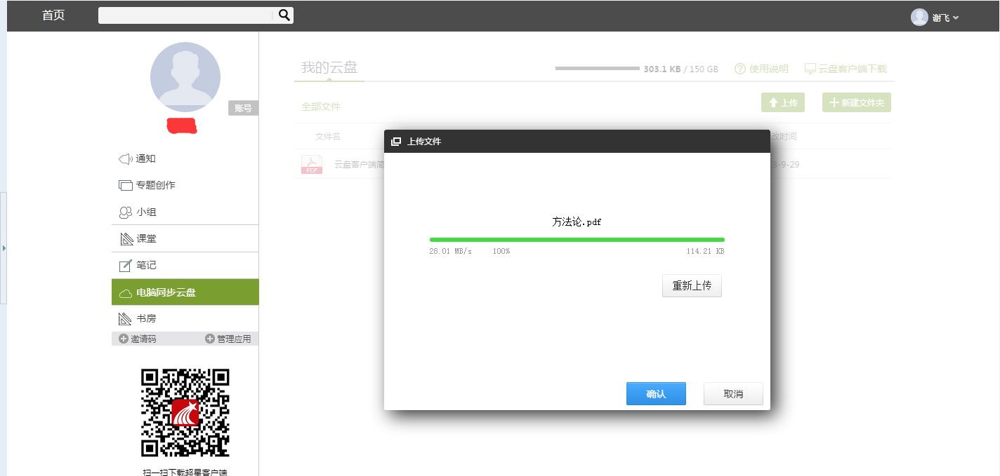 首页
谢飞
账号
通知
专题创作
小组
课堂
笔记
电脑同步云盘
书房
邀请码 管理应用
扫一扫下载超星客户端
我的云盘 303.1 KB / 150 GB 使用说明 云盘客户端下载
全部文件 上传 新建文件夹
文件名 改时间
PDF 云盘客户端简 -9-29
上传文件
方法论.pdf
28.01 MB/s 100% 114.21 KB
重新上传
确认 取消